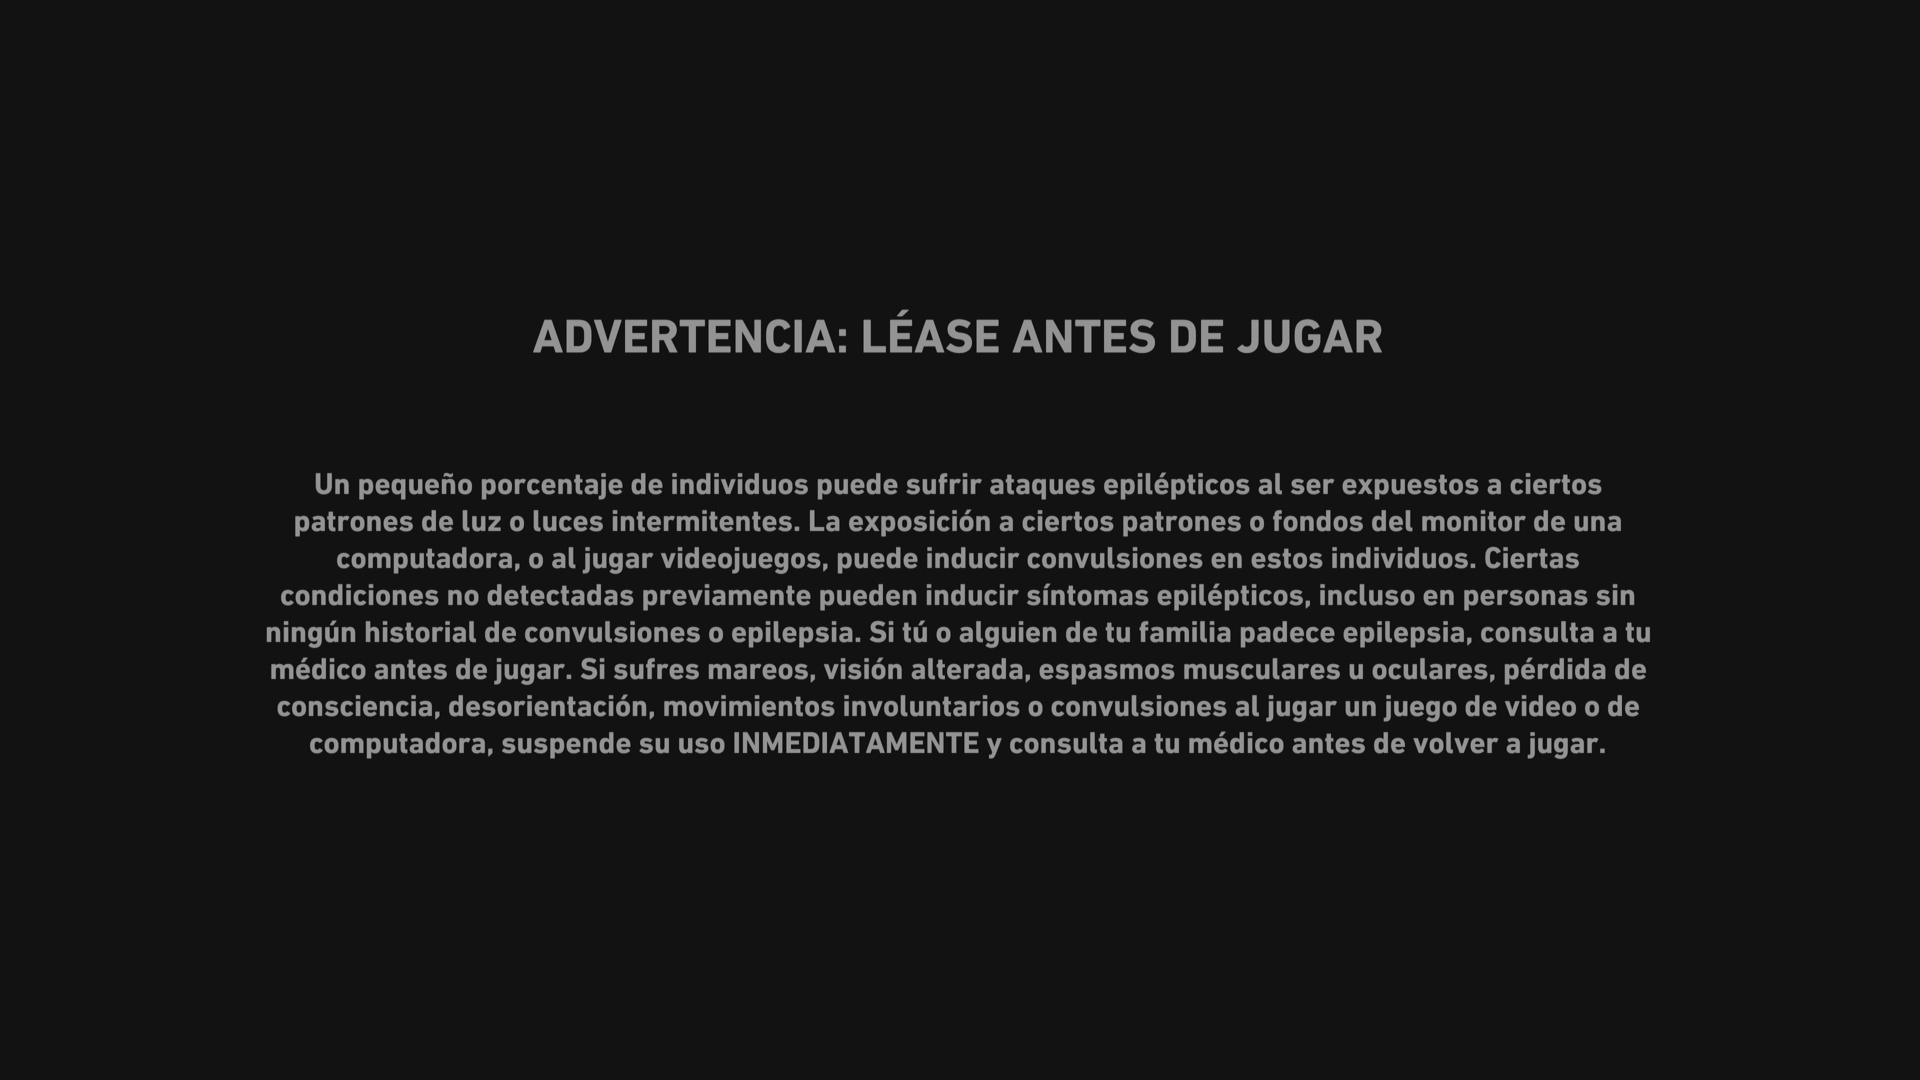 ADVERTENCIA: LÉASE ANTES DE JUGAR
Un pequeño porcentaje de individuos puede sufrir ataques epilépticos al ser expuestos a ciertos
patrones de luz o luces intermitentes. La exposición a ciertos patrones o fondos del monitor de una
computadora, o al jugar videojuegos, puede inducir convulsiones en estos individuos. Ciertas
condiciones no detectadas previamente pueden inducir síntomas epilépticos, incluso en personas sin
ningún historial de convulsiones o epilepsia. Si tú o alguien de tu familia padece epilepsia, consulta a tu
médico antes de jugar. Si sufres mareos, visión alterada, espasmos musculares u oculares, pérdida de
consciencia, desorientación, movimientos involuntarios o convulsiones al jugar un juego de video o de
computadora, suspende su uso INMEDIATAMENTE y consulta a tu médico antes de volver a jugar.